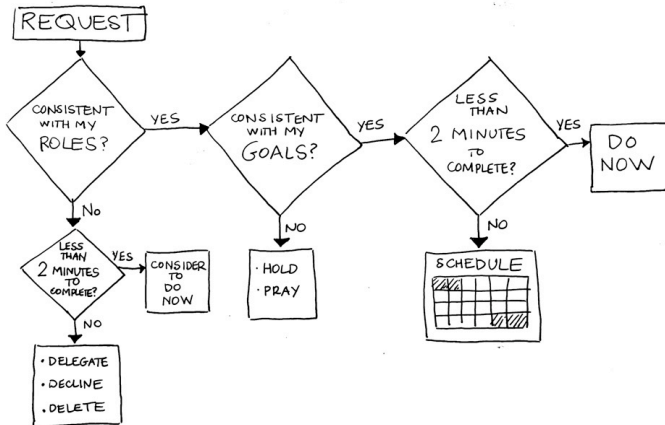 REQUEST
CONSISTENT
WITH MY
ROLES?
YES
CONSISTENT
WITH MY
GOALS?
YES
LESS
THAN
2 MINUTES
TO
COMPLETE?
YES
DO
NOW
NO
LESS
THAN
2 MINUTES
TO
COMPLETE?
YES
CONSIDER
TO
DO
NOW
NO
· HOLD
· PRAY
NO
SCHEDULE
NO
· DELEGATE
· DECLINE
· DELETE